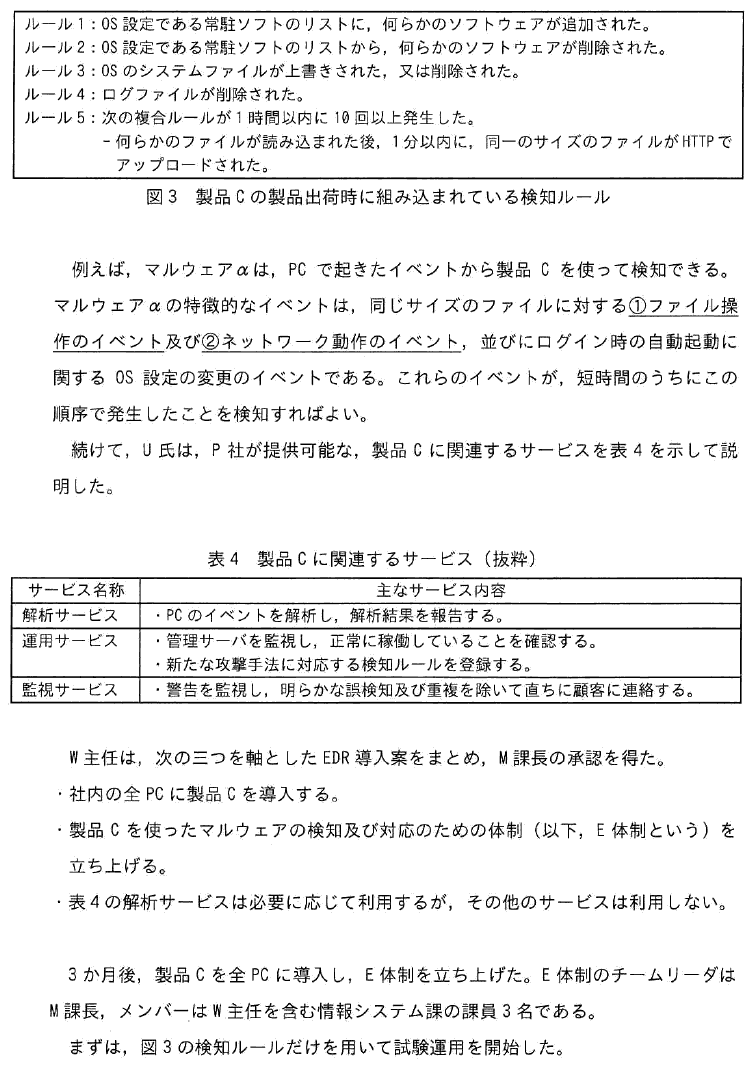 ルール1：OS設定である常駐ソフトのリストに，何らかのソフトウェアが追加された。
ルール2：OS設定である常駐ソフトのリストから，何らかのソフトウェアが削除された。
ルール3：OSのシステムファイルが上書きされた，又は削除された。
ルール4：ログファイルが削除された。
ルール5：次の複合ルールが1時間以内に10回以上発生した。
－何らかのファイルが読み込まれた後，1分以内に，同一のサイズのファイルがHTTPで
アップロードされた。
図3　製品Cの製品出荷時に組み込まれている検知ルール
例えば，マルウェアαは，PCで起きたイベントから製品Cを使って検知できる。
マルウェアαの特徴的なイベントは，同じサイズのファイルに対する①ファイル操
作のイベント及び②ネットワーク動作のイベント，並びにログイン時の自動起動に
関するOS設定の変更のイベントである。これらのイベントが，短時間のうちにこの
順序で発生したことを検知すればよい。
続けて，U氏は，P社が提供可能な，製品Cに関連するサービスを表4を示して説
明した。
表4　製品Cに関連するサービス（抜粋）
サービス名称　主なサービス内容
解析サービス　・PCのイベントを解析し，解析結果を報告する。
運用サービス　・管理サーバを監視し，正常に稼働していることを確認する。
・新たな攻撃手法に対応する検知ルールを登録する。
監視サービス　・警告を監視し，明らかな誤検知及び重複を除いて直ちに顧客に連絡する。
W主任は，次の三つを軸としたEDR導入案をまとめ，M課長の承認を得た。
・社内の全PCに製品Cを導入する。
・製品Cを使ったマルウェアの検知及び対応のための体制（以下，E体制という）を
立ち上げる。
・表4の解析サービスは必要に応じて利用するが，その他のサービスは利用しない。
3か月後，製品Cを全PCに導入し，E体制を立ち上げた。E体制のチームリーダは
M課長，メンバーはW主任を含む情報システム課の課員3名である。
まずは，図3の検知ルールだけを用いて試験運用を開始した。